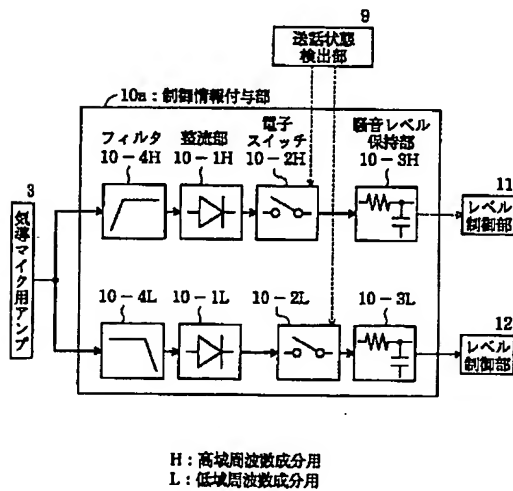 9
送話状態
検出部
10a:制御情報付与部
フィルタ
10-4H
整流部
10-1H
電子
スイッチ
10-2H
騒音レベル
保持部
10-3H
11
レベル
制御部
3
気導マイク用アンプ
10-4L
10-1L
10-2L
10-3L
12
レベル
制御部
H:高域周波数成分用
L:低域周波数成分用